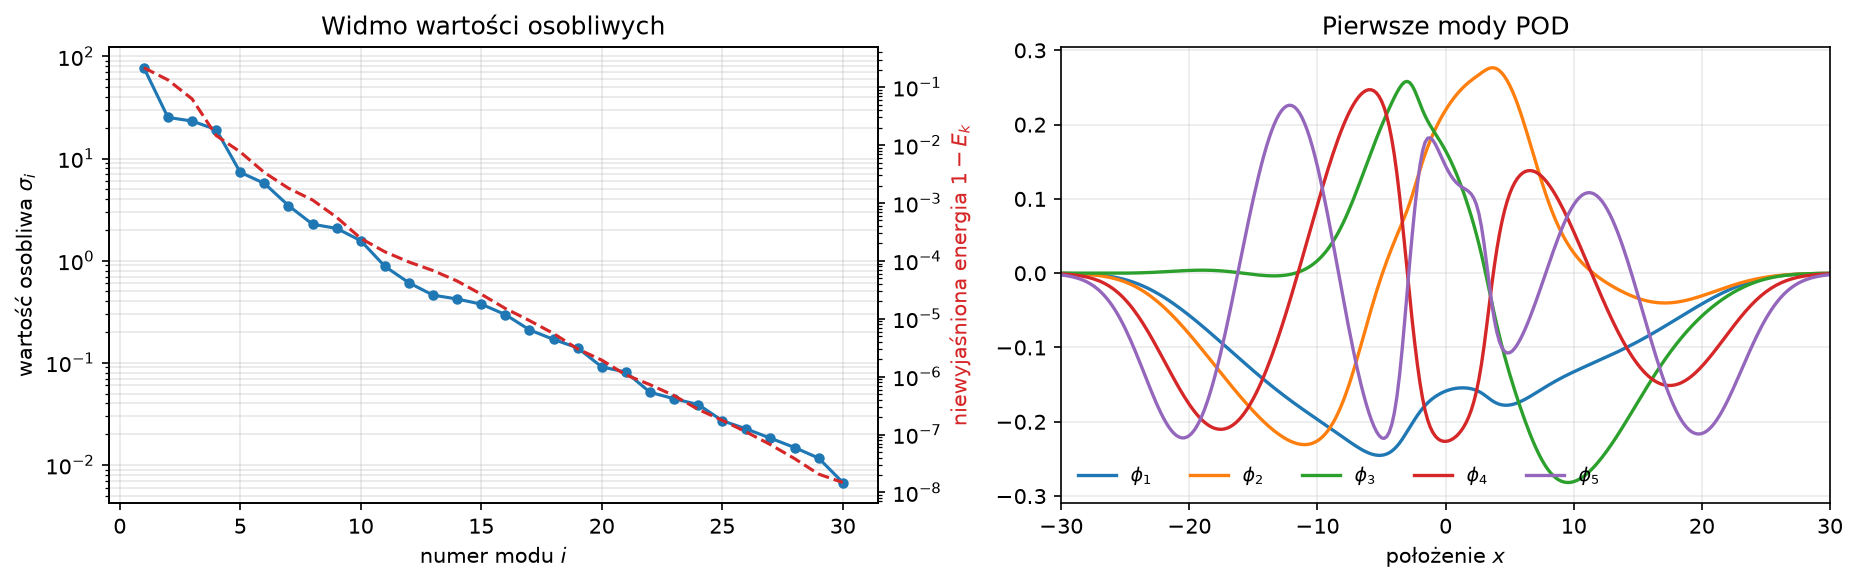 Widmo wartości osobliwych
wartość osobliwa σᵢ
10²
10¹
10⁰
10⁻¹
10⁻²
0 5 10 15 20 25 30
numer modu i
10⁻¹
10⁻²
10⁻³
10⁻⁴
10⁻⁵
10⁻⁶
10⁻⁷
10⁻⁸
niewyjaśniona energia 1 − Eₖ
Pierwsze mody POD
0.3
0.2
0.1
0.0
−0.1
−0.2
−0.3
ϕ₁ ϕ₂ ϕ₃ ϕ₄ ϕ₅
−30 −20 −10 0 10 20 30
położenie x